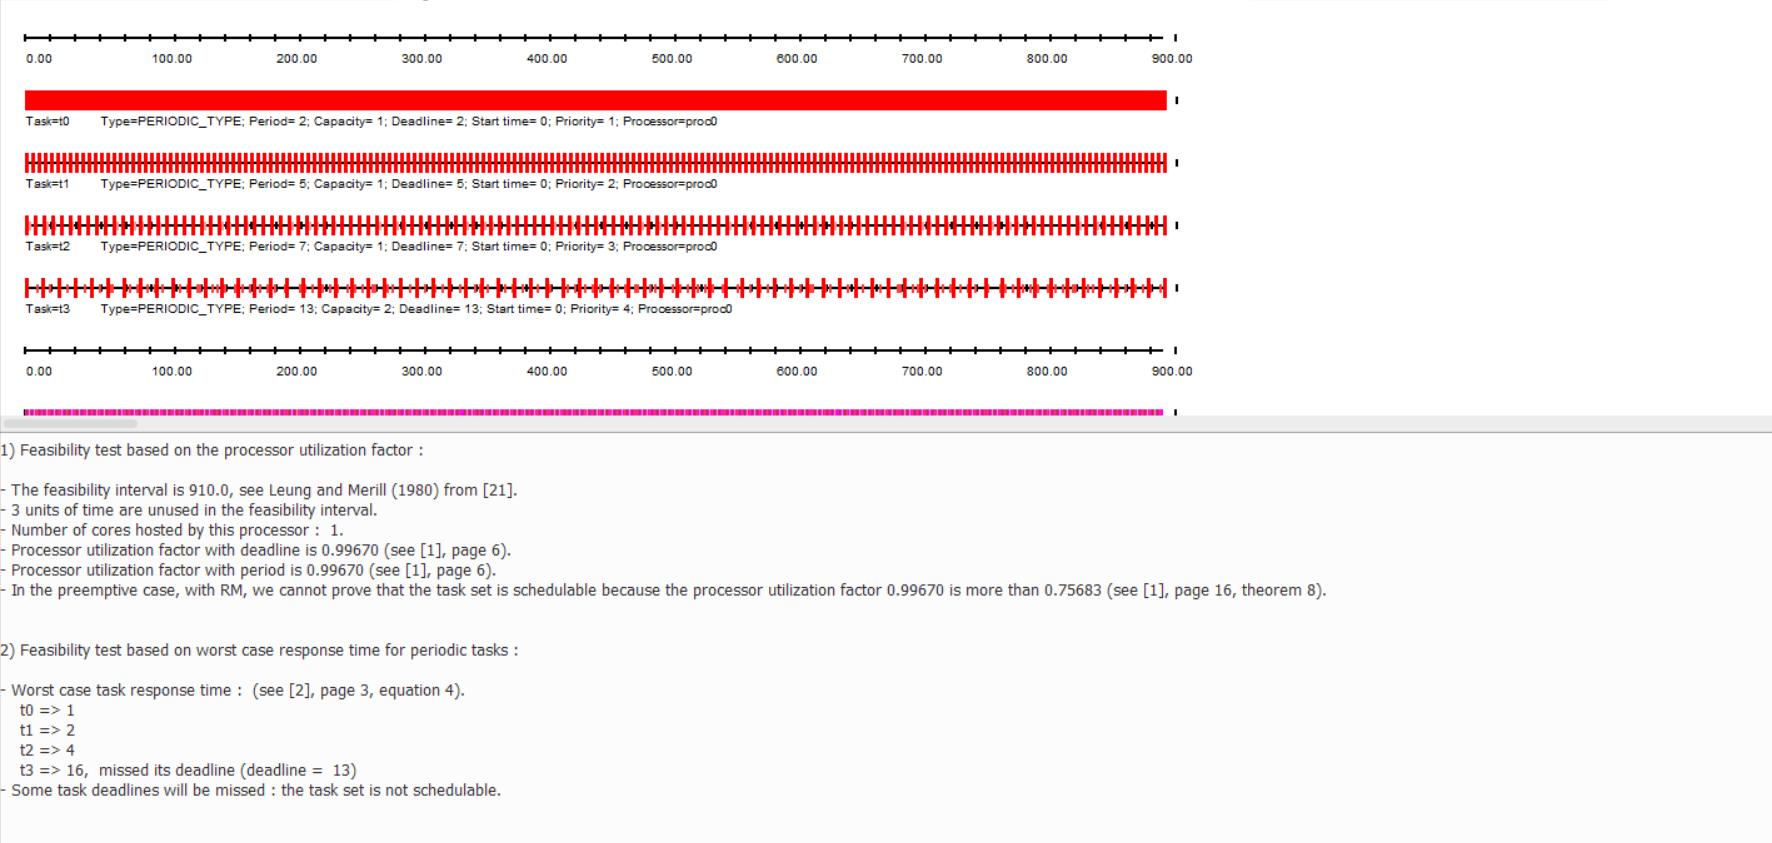 0.00 100.00 200.00 300.00 400.00 500.00 600.00 700.00 800.00 900.00
Task=t0 Type=PERIODIC_TYPE; Period= 2; Capacity= 1; Deadline= 2; Start time= 0; Priority= 1; Processor=proc0
Task=t1 Type=PERIODIC_TYPE; Period= 5; Capacity= 1; Deadline= 5; Start time= 0; Priority= 2; Processor=proc0
Task=t2 Type=PERIODIC_TYPE; Period= 7; Capacity= 1; Deadline= 7; Start time= 0; Priority= 3; Processor=proc0
Task=t3 Type=PERIODIC_TYPE; Period= 13; Capacity= 2; Deadline= 13; Start time= 0; Priority= 4; Processor=proc0
0.00 100.00 200.00 300.00 400.00 500.00 600.00 700.00 800.00 900.00
1) Feasibility test based on the processor utilization factor :
- The feasibility interval is 910.0, see Leung and Merill (1980) from [21].
- 3 units of time are unused in the feasibility interval.
- Number of cores hosted by this processor : 1.
- Processor utilization factor with deadline is 0.99670 (see [1], page 6).
- Processor utilization factor with period is 0.99670 (see [1], page 6).
- In the preemptive case, with RM, we cannot prove that the task set is schedulable because the processor utilization factor 0.99670 is more than 0.75683 (see [1], page 16, theorem 8).
2) Feasibility test based on worst case response time for periodic tasks :
- Worst case task response time : (see [2], page 3, equation 4).
t0 => 1
t1 => 2
t2 => 4
t3 => 16, missed its deadline (deadline = 13)
- Some task deadlines will be missed : the task set is not schedulable.